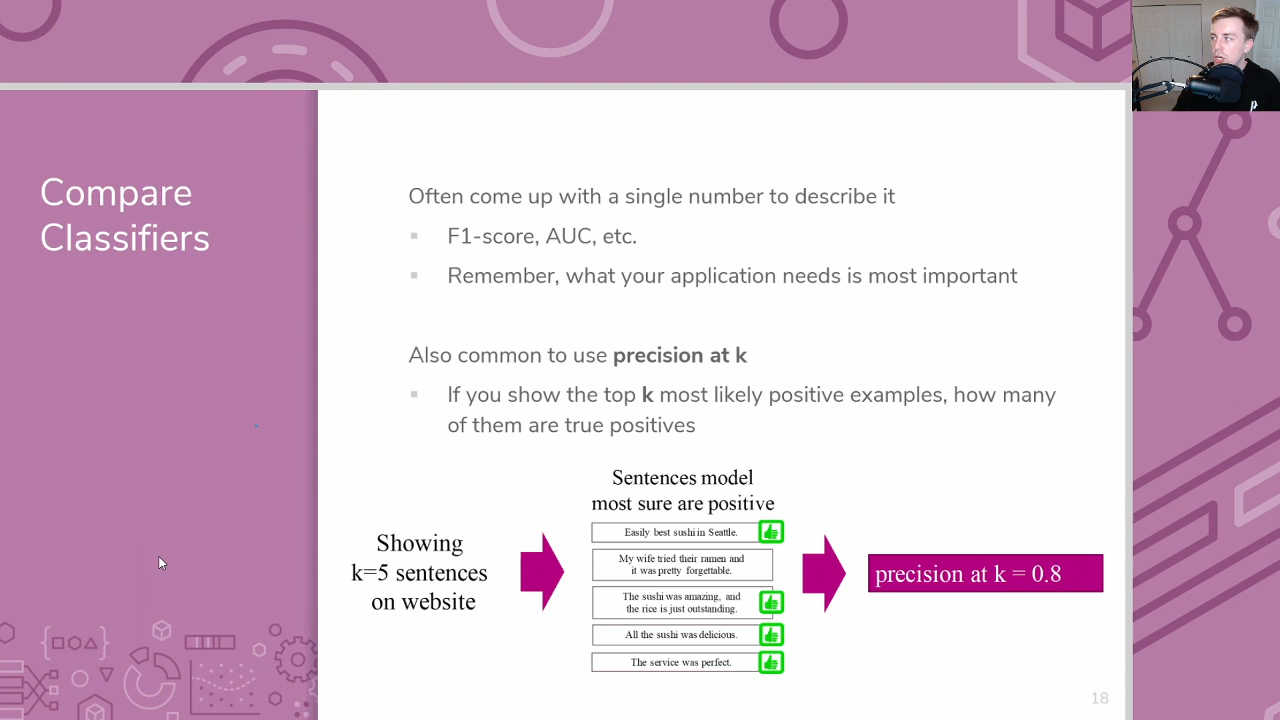 Compare
Classifiers
Often come up with a single number to describe it
▪ F1-score, AUC, etc.
▪ Remember, what your application needs is most important
Also common to use precision at k
▪ If you show the top k most likely positive examples, how many
of them are true positives
Showing
k=5 sentences
on website
Sentences model
most sure are positive
Easily best sushi in Seattle.
My wife tried their ramen and
it was pretty forgettable.
The sushi was amazing, and
the rice is just outstanding.
All the sushi was delicious.
The service was perfect.
precision at k = 0.8
18